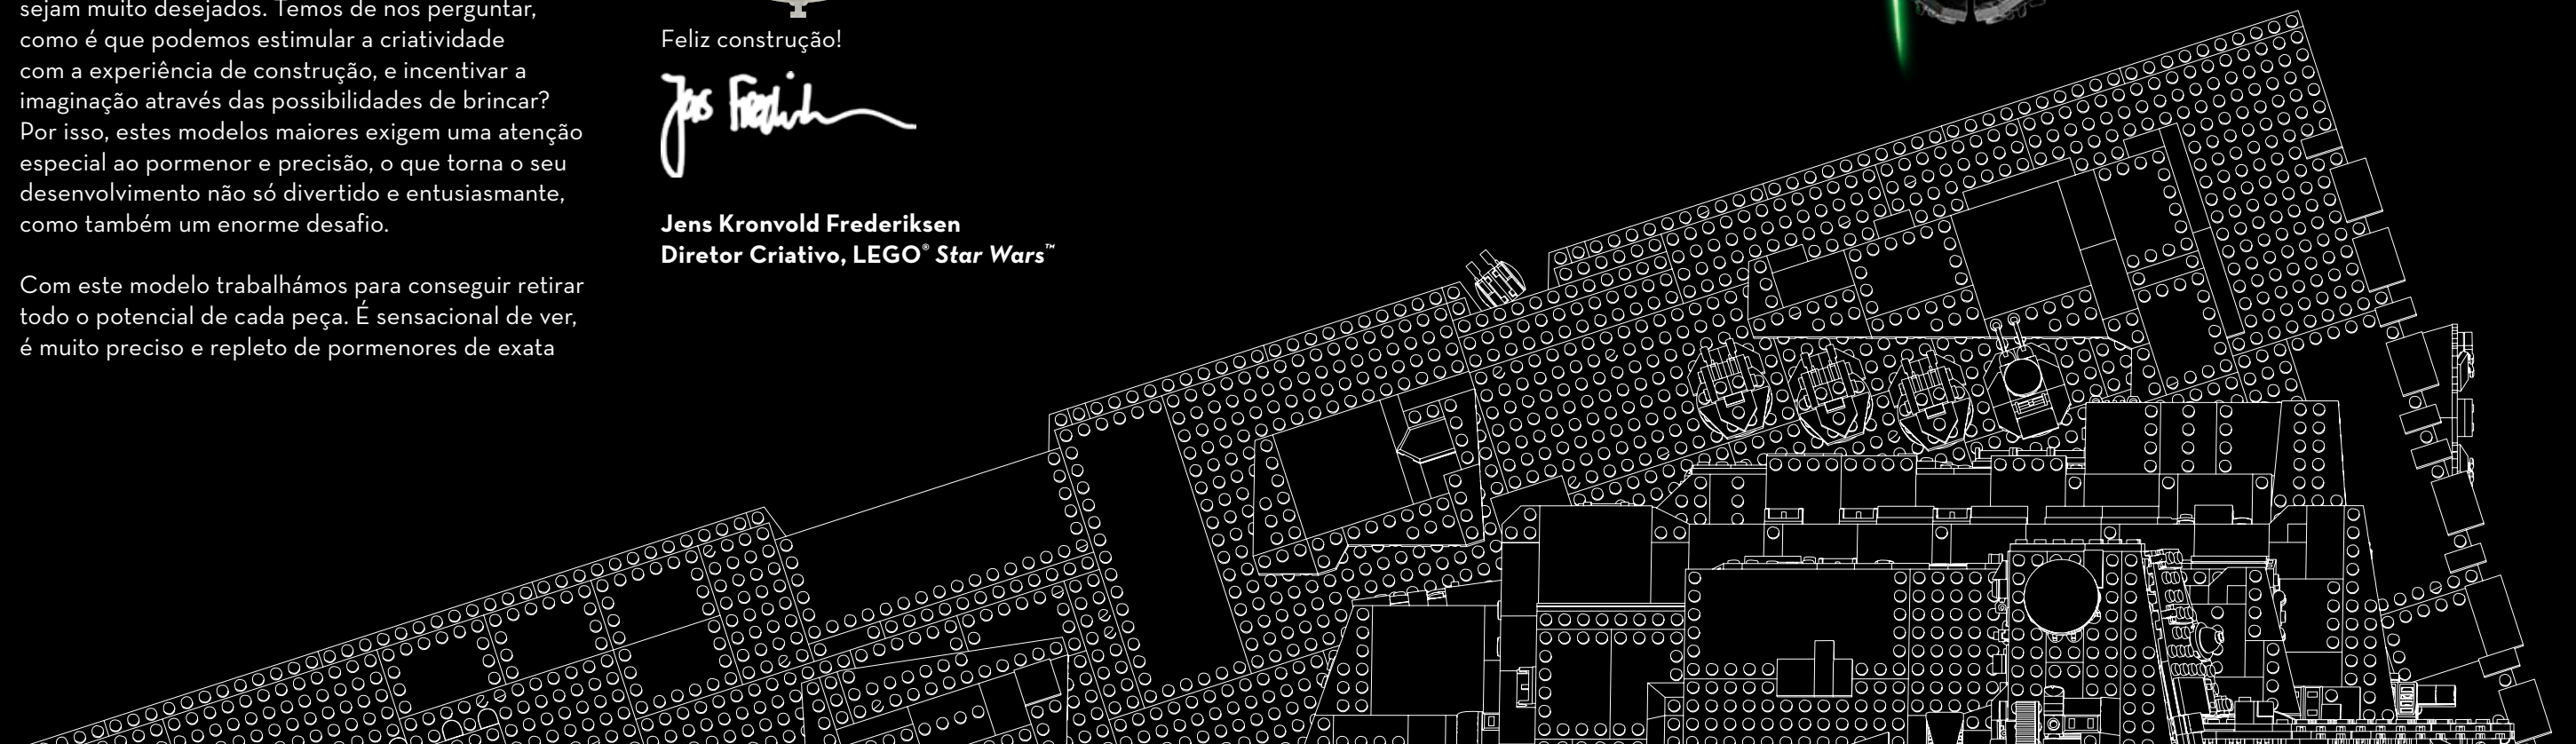 sejam muito desejados. Temos de nos perguntar,
como é que podemos estimular a criatividade
com a experiência de construção, e incentivar a
imaginação através das possibilidades de brincar?
Por isso, estes modelos maiores exigem uma atenção
especial ao pormenor e precisão, o que torna o seu
desenvolvimento não só divertido e entusiasmante,
como também um enorme desafio.
Com este modelo trabalhámos para conseguir retirar
todo o potencial de cada peça. É sensacional de ver,
é muito preciso e repleto de pormenores de exata
Feliz construção!
Jens Kronvold Frederiksen
Diretor Criativo, LEGO® Star Wars™